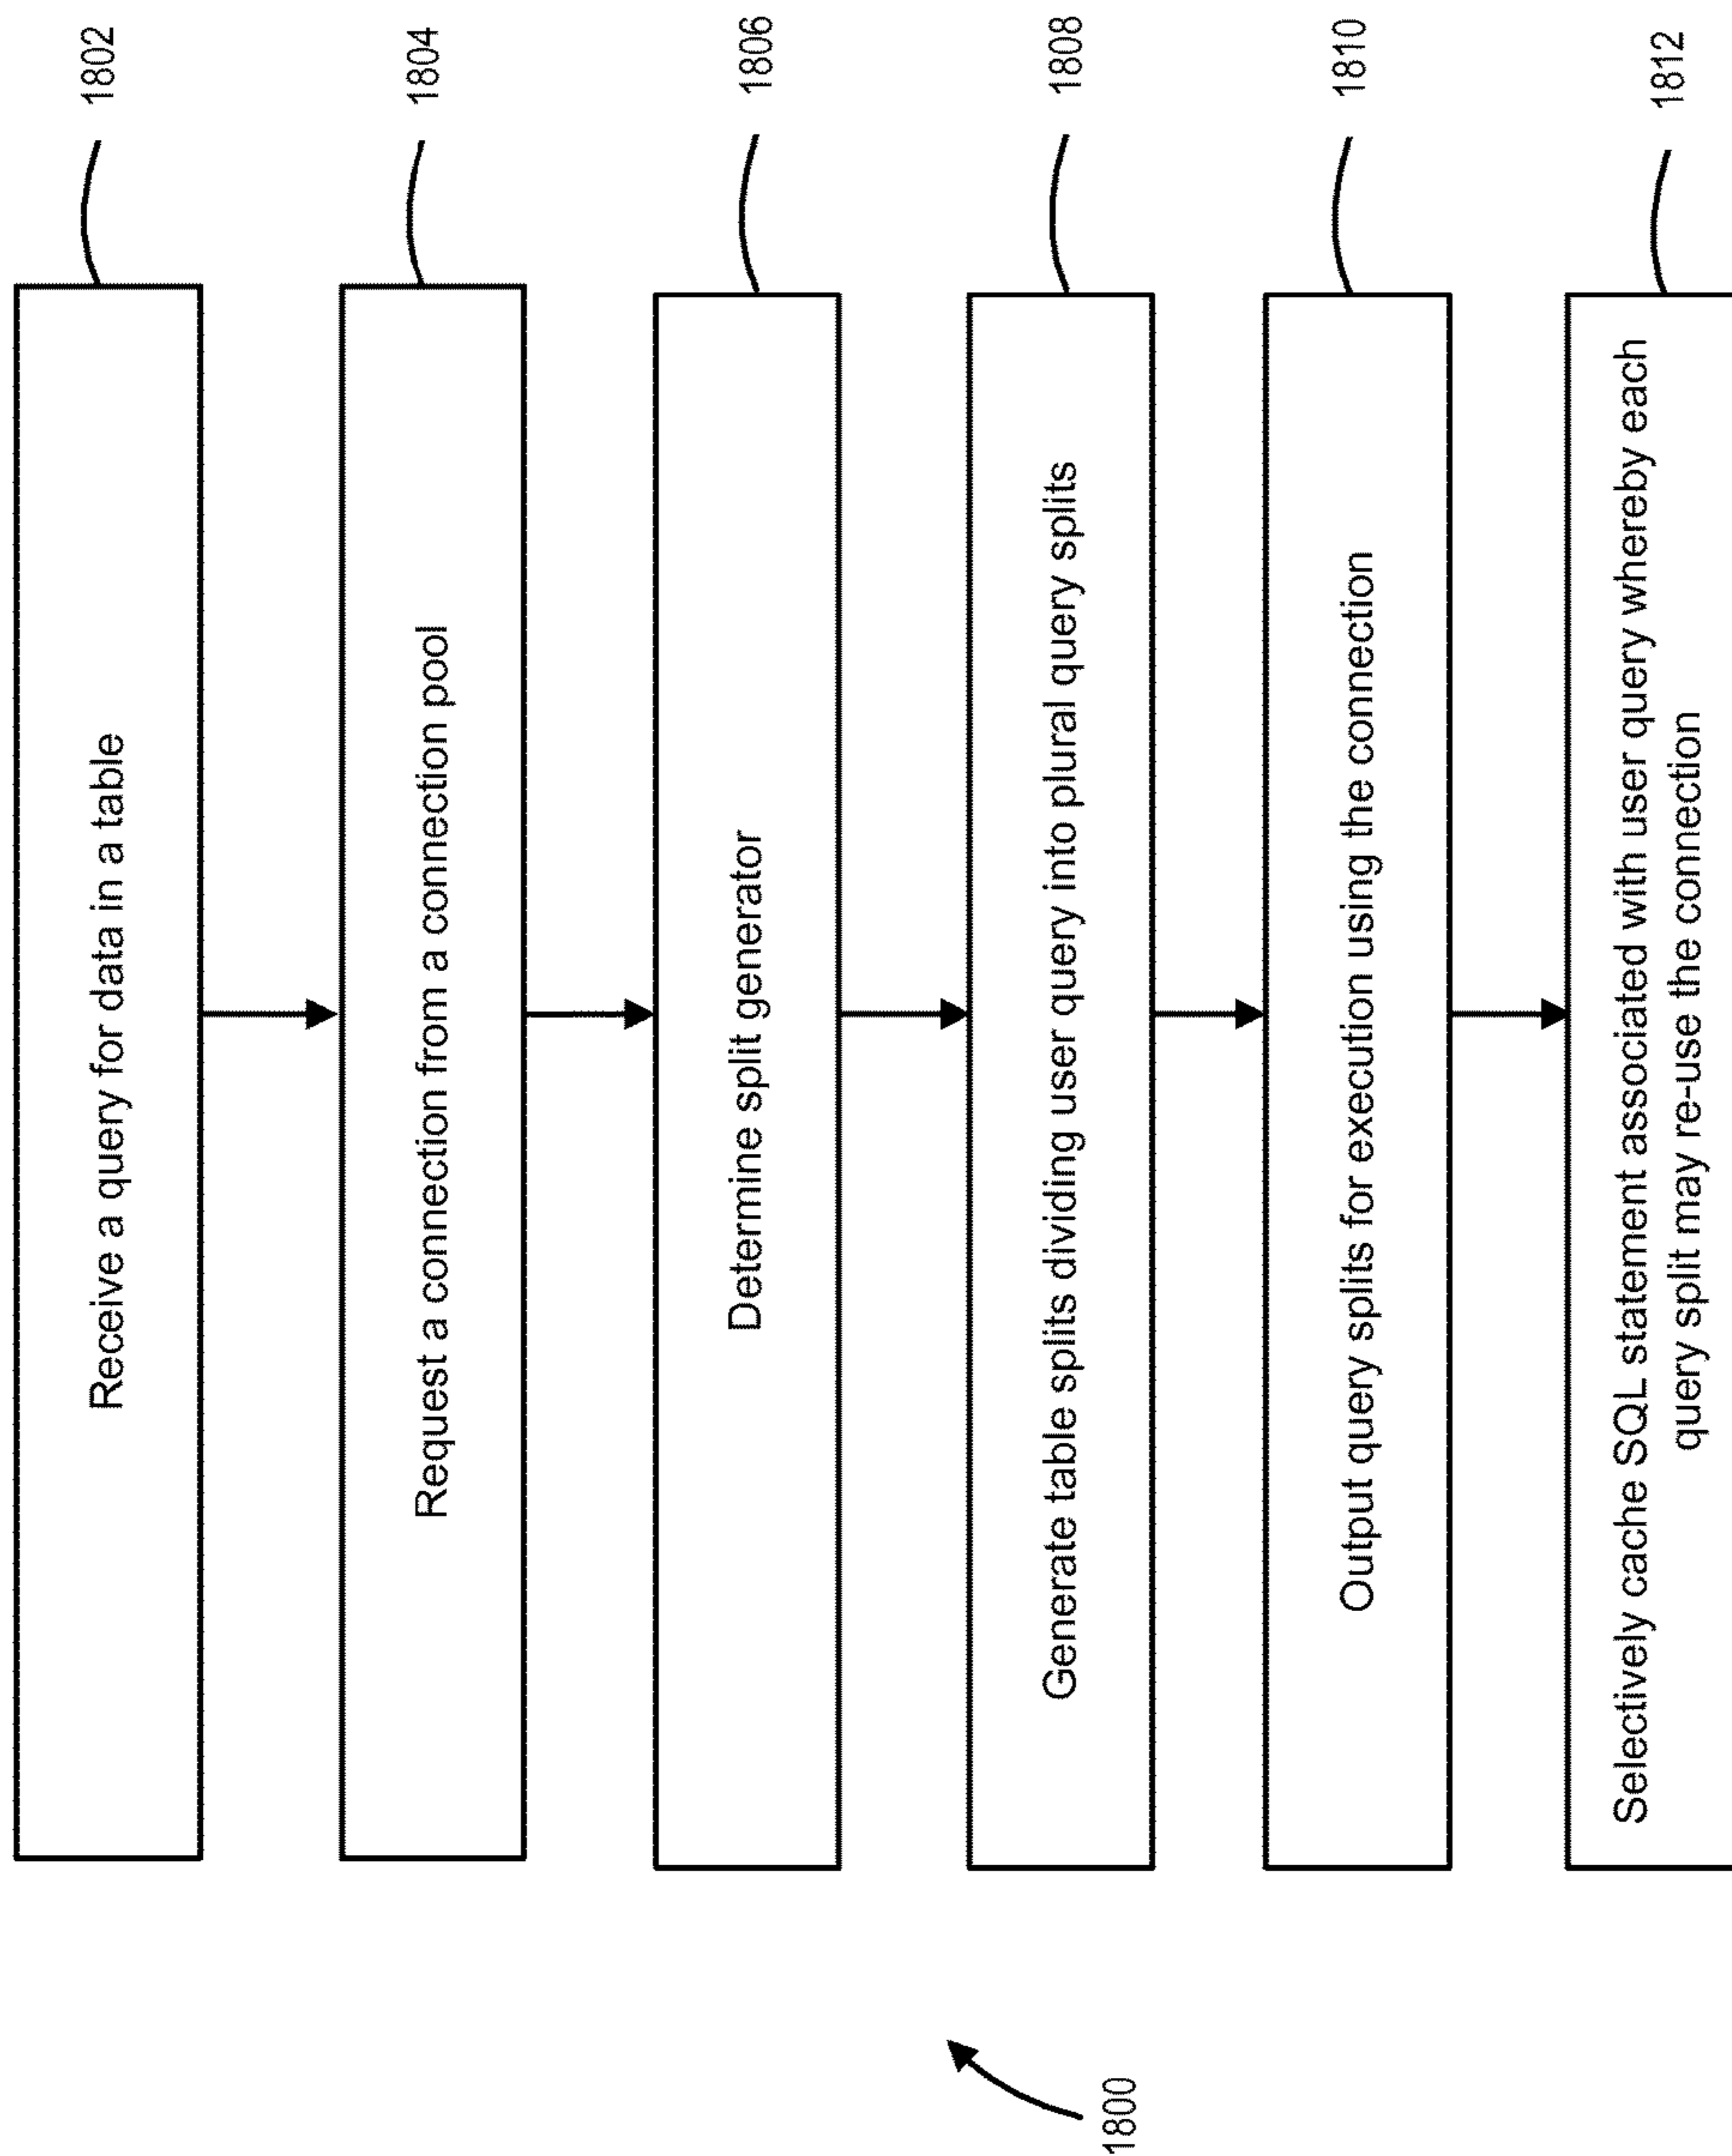 Receive a query for data in a table
1802
Request a connection from a connection pool
1804
Determine split generator
1806
Generate table splits dividing user query into plural query splits
1808
Output query splits for execution using the connection
1810
Selectively cache SQL statement associated with user query whereby each
query split may re-use the connection
1812
1800